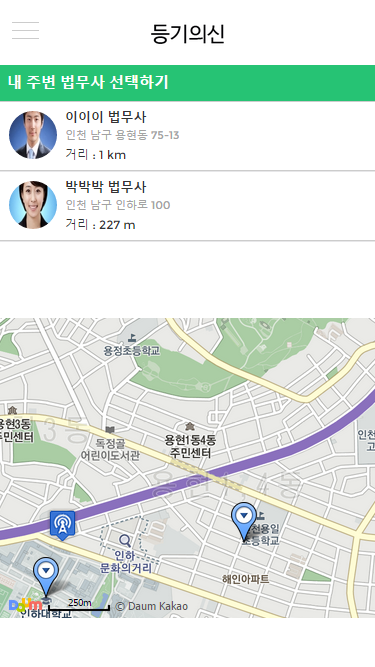 등기의신
내 주변 법무사 선택하기
이이이 법무사
인천 남구 용현동 75-13
거리 : 1 km
박박박 법무사
인천 남구 인하로 100
거리 : 227 m
용정초등학교
용현3동
주민센터
3동
독정골
어린이도서관
용현1동4동
주민센터
인천
고
용현1.4동
인천용일
초등학교
인하
문화의거리
해인아파트
인하대학교
Daum
250m
© Daum Kakao